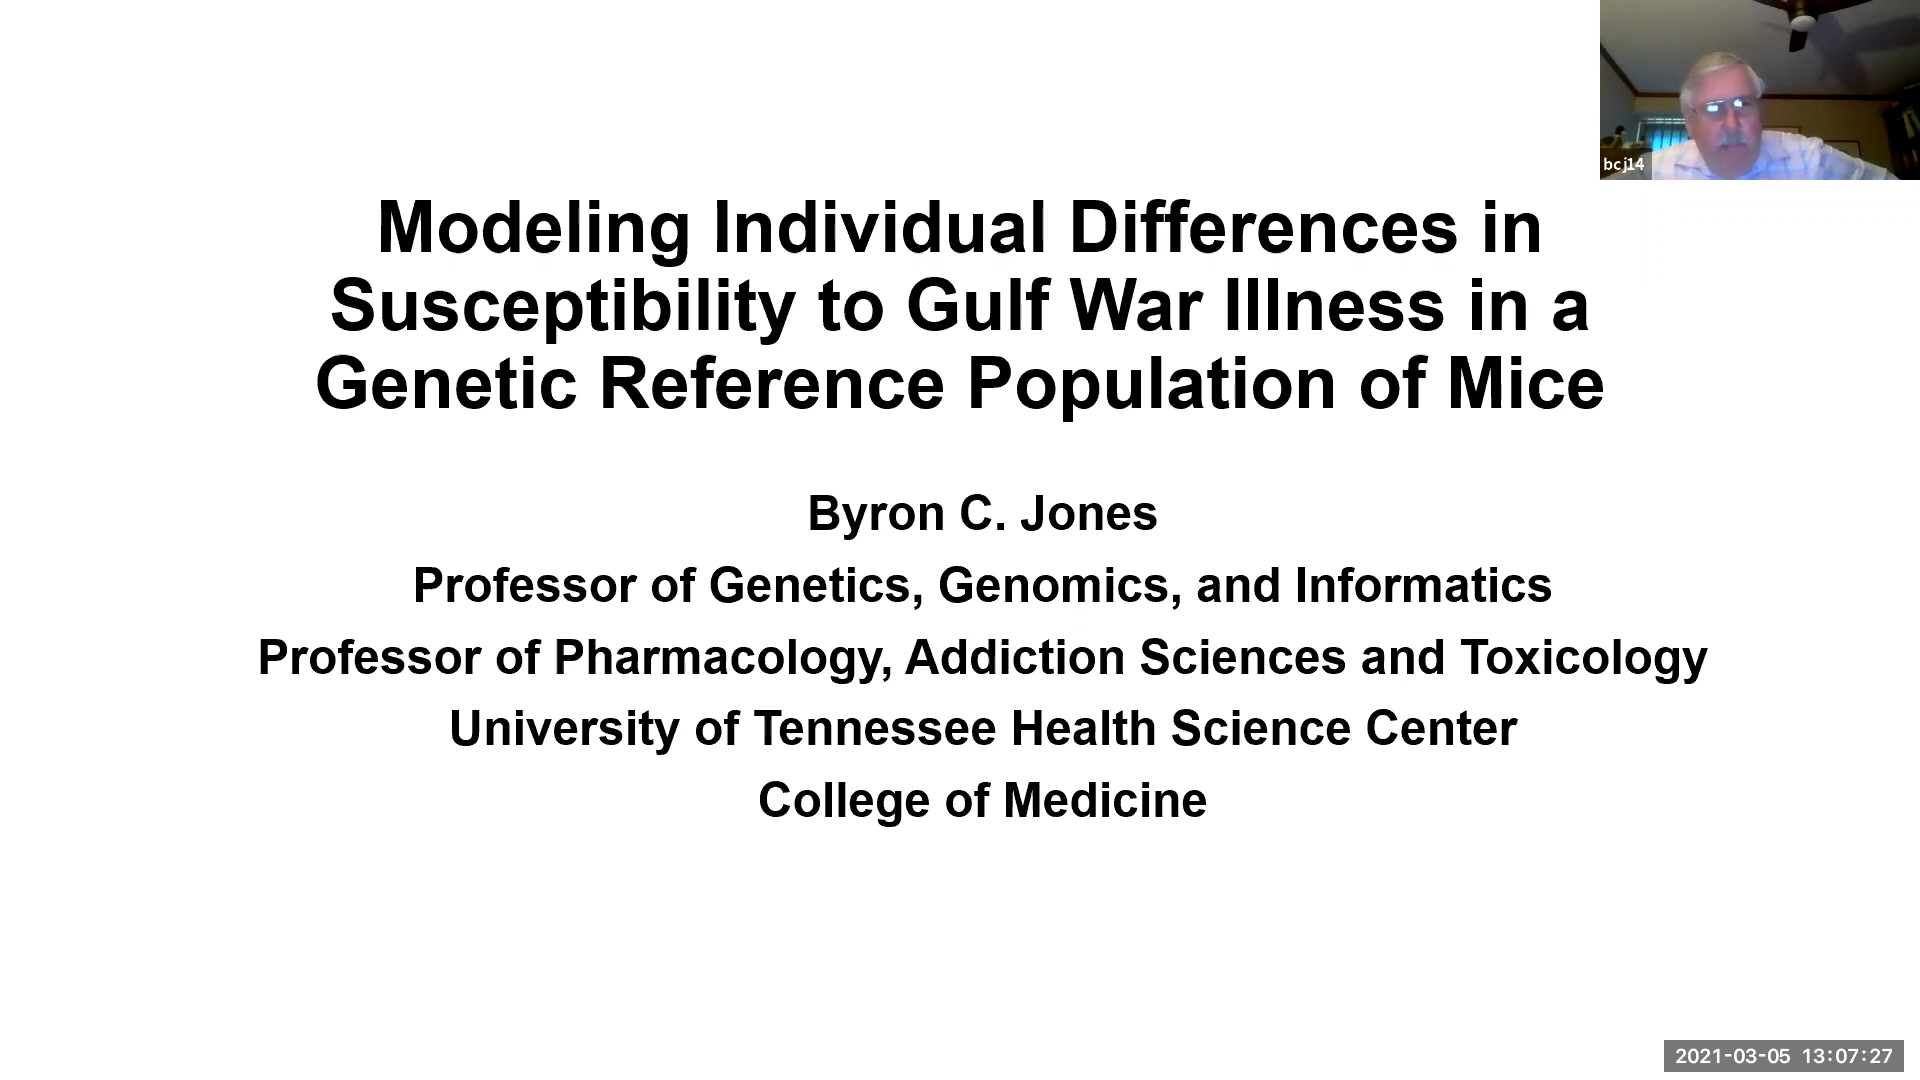 bcj14
Modeling Individual Differences in
Susceptibility to Gulf War Illness in a
Genetic Reference Population of Mice
Byron C. Jones
Professor of Genetics, Genomics, and Informatics
Professor of Pharmacology, Addiction Sciences and Toxicology
University of Tennessee Health Science Center
College of Medicine
2021-03-05 13:07:27